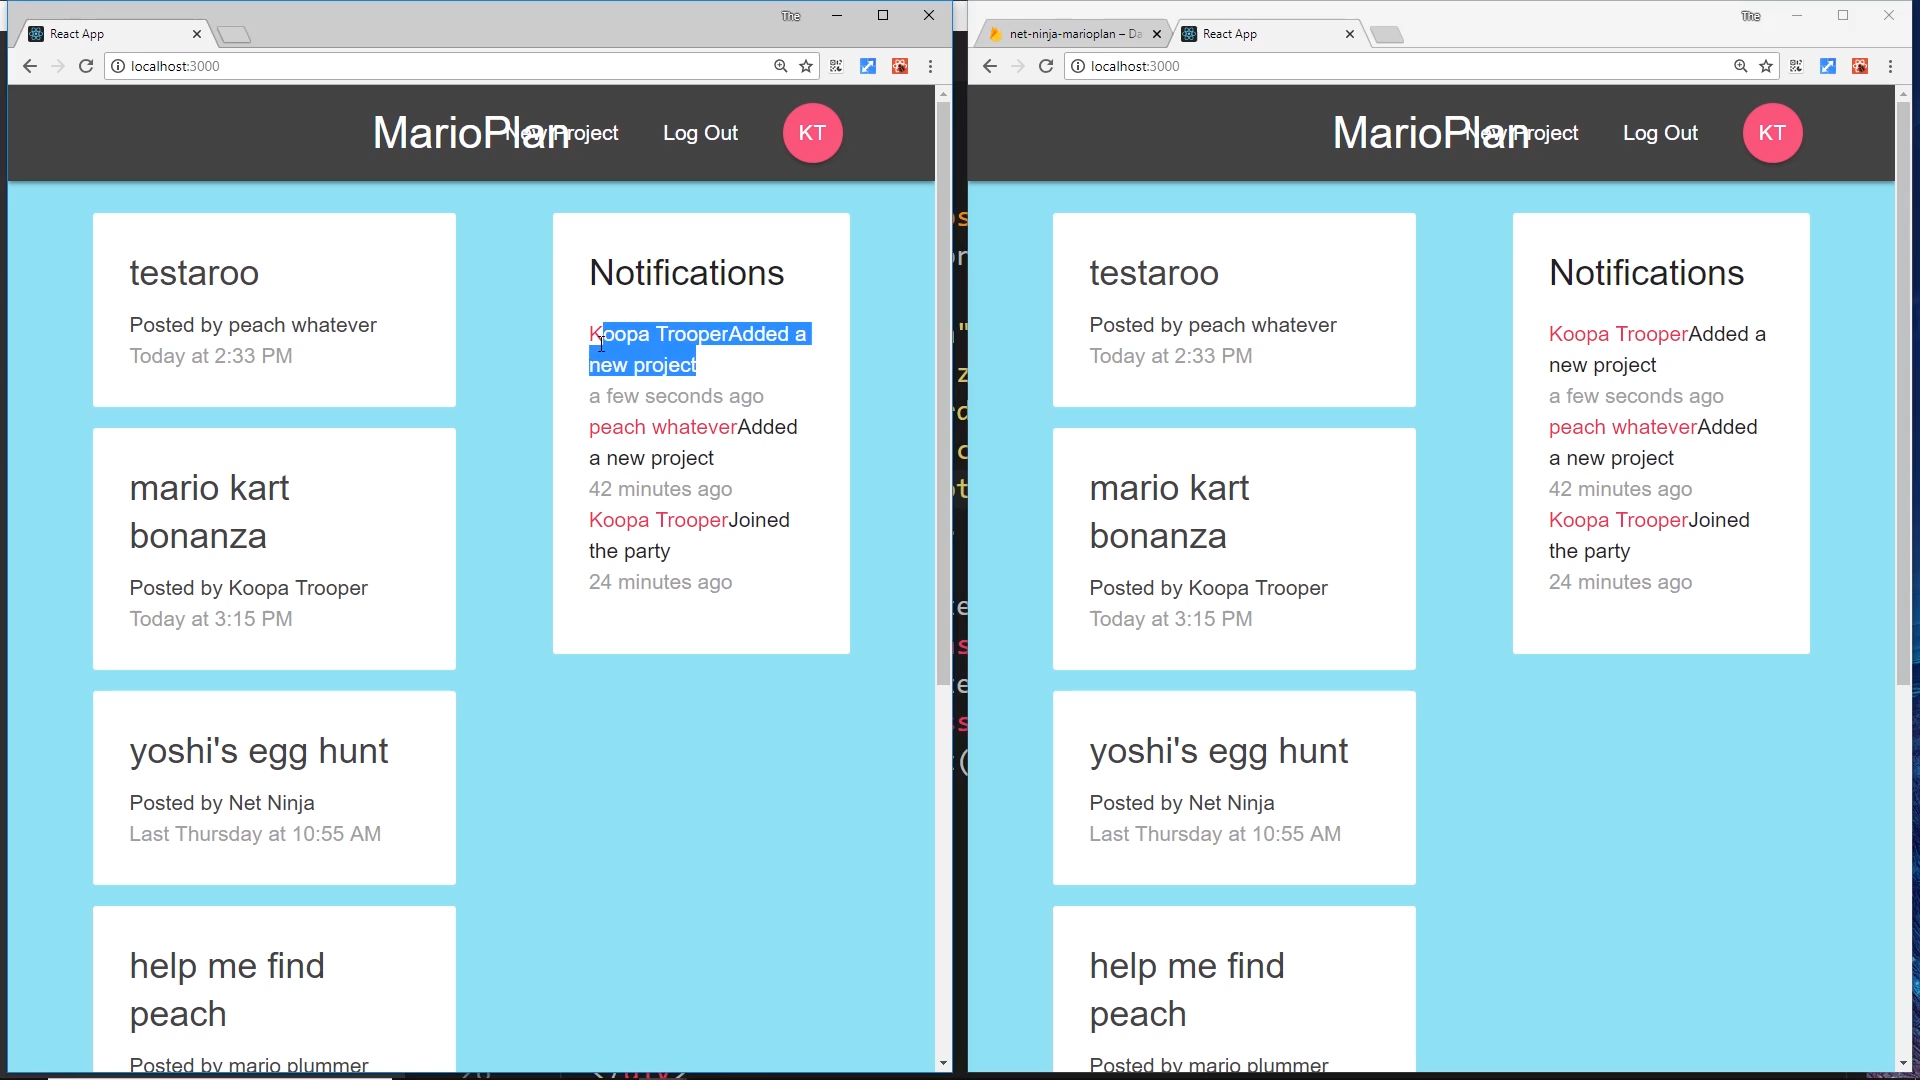 The
React App
localhost:3000
MarioPlan
New Project
Log Out
KT
testaroo
Posted by peach whatever
Today at 2:33 PM
mario kart
bonanza
Posted by Koopa Trooper
Today at 3:15 PM
yoshi's egg hunt
Posted by Net Ninja
Last Thursday at 10:55 AM
help me find
peach
Posted by mario plummer
Notifications
Koopa TrooperAdded a
new project
a few seconds ago
peach whateverAdded
a new project
42 minutes ago
Koopa TrooperJoined
the party
24 minutes ago
The
net-ninja-marioplan – Da
React App
localhost:3000
MarioPlan
New Project
Log Out
KT
testaroo
Posted by peach whatever
Today at 2:33 PM
mario kart
bonanza
Posted by Koopa Trooper
Today at 3:15 PM
yoshi's egg hunt
Posted by Net Ninja
Last Thursday at 10:55 AM
help me find
peach
Posted by mario plummer
Notifications
Koopa TrooperAdded a
new project
a few seconds ago
peach whateverAdded
a new project
42 minutes ago
Koopa TrooperJoined
the party
24 minutes ago